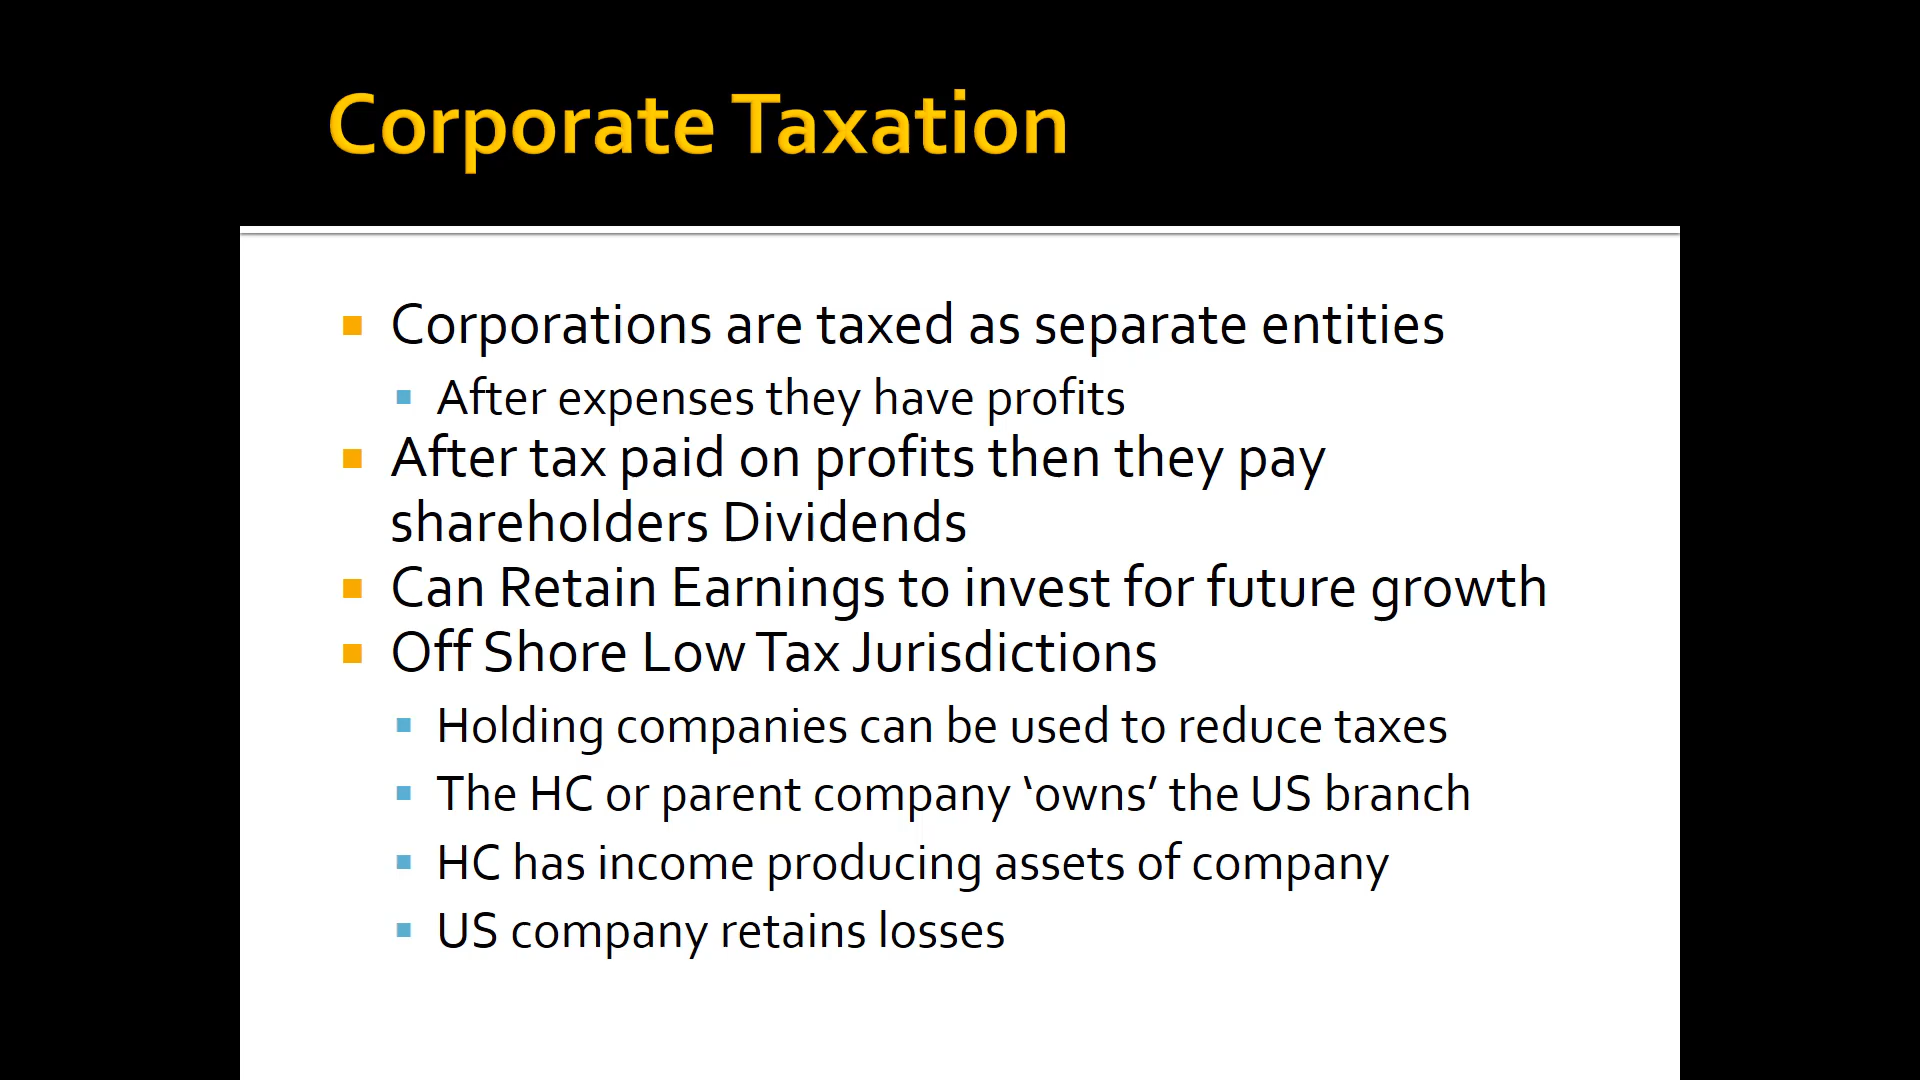 Corporate Taxation
Corporations are taxed as separate entities
After expenses they have profits
After tax paid on profits then they pay
shareholders Dividends
Can Retain Earnings to invest for future growth
Off Shore Low Tax Jurisdictions
Holding companies can be used to reduce taxes
The HC or parent company ‘owns’ the US branch
HC has income producing assets of company
US company retains losses